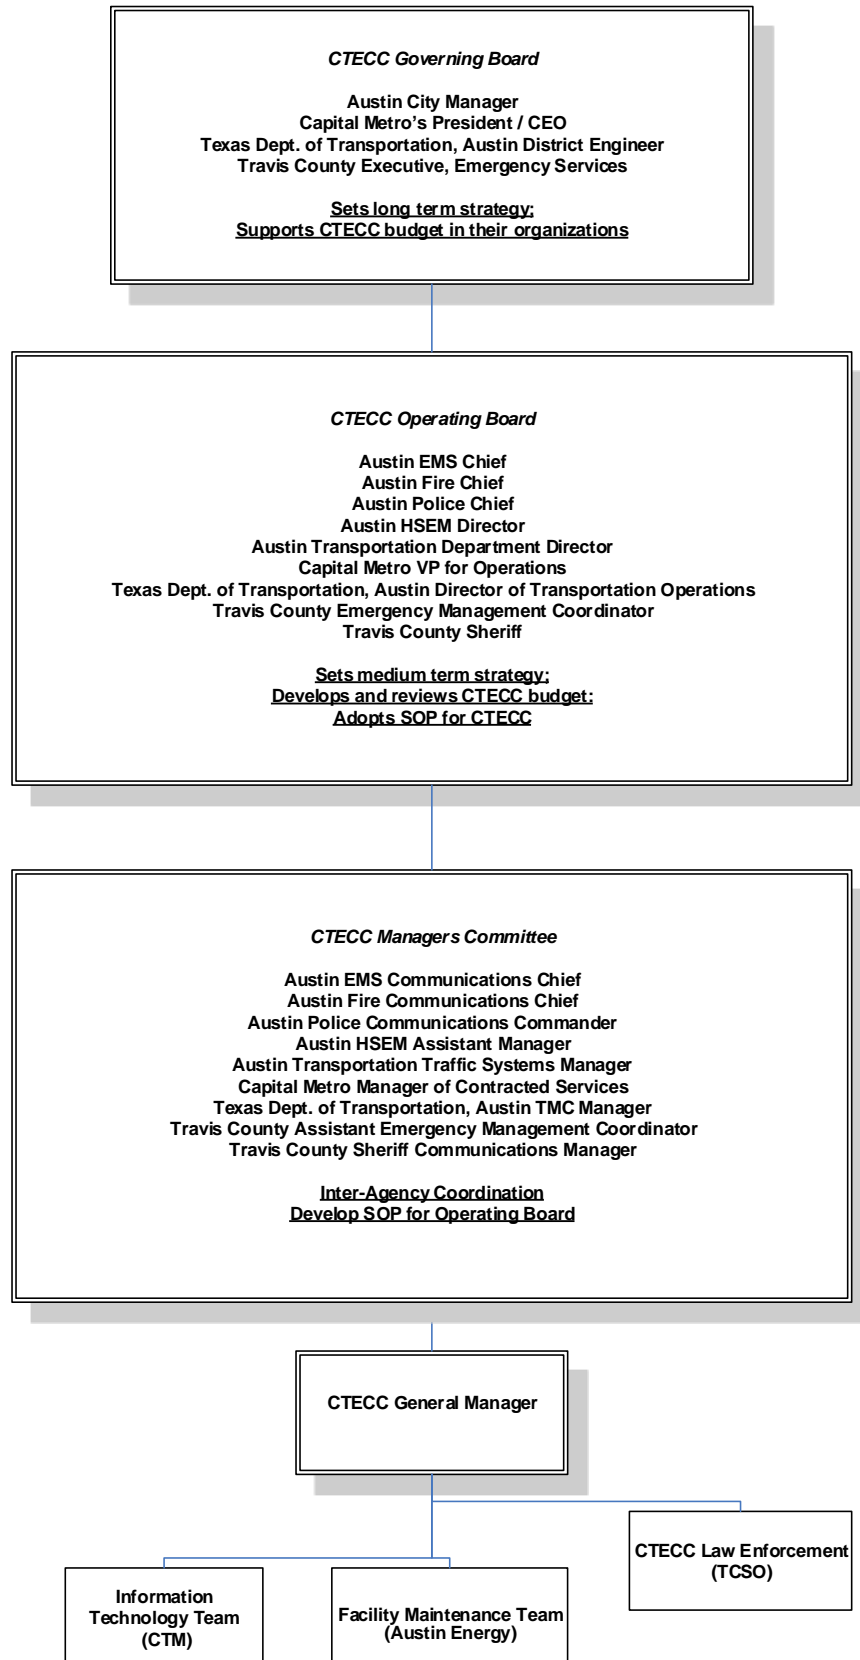 CTECC Governing Board
Austin City Manager
Capital Metro's President / CEO
Texas Dept. of Transportation, Austin District Engineer
Travis County Executive, Emergency Services
Sets long term strategy;
Supports CTECC budget in their organizations
CTECC Operating Board
Austin EMS Chief
Austin Fire Chief
Austin Police Chief
Austin HSEM Director
Austin Transportation Department Director
Capital Metro VP for Operations
Texas Dept. of Transportation, Austin Director of Transportation Operations
Travis County Emergency Management Coordinator
Travis County Sheriff
Sets medium term strategy;
Develops and reviews CTECC budget;
Adopts SOP for CTECC
CTECC Managers Committee
Austin EMS Communications Chief
Austin Fire Communications Chief
Austin Police Communications Commander
Austin HSEM Assistant Manager
Austin Transportation Traffic Systems Manager
Capital Metro Manager of Contracted Services
Texas Dept. of Transportation, Austin TMC Manager
Travis County Assistant Emergency Management Coordinator
Travis County Sheriff Communications Manager
Inter-Agency Coordination
Develop SOP for Operating Board
CTECC General Manager
CTECC Law Enforcement
(TCSO)
Information
Technology Team
(CTM)
Facility Maintenance Team
(Austin Energy)